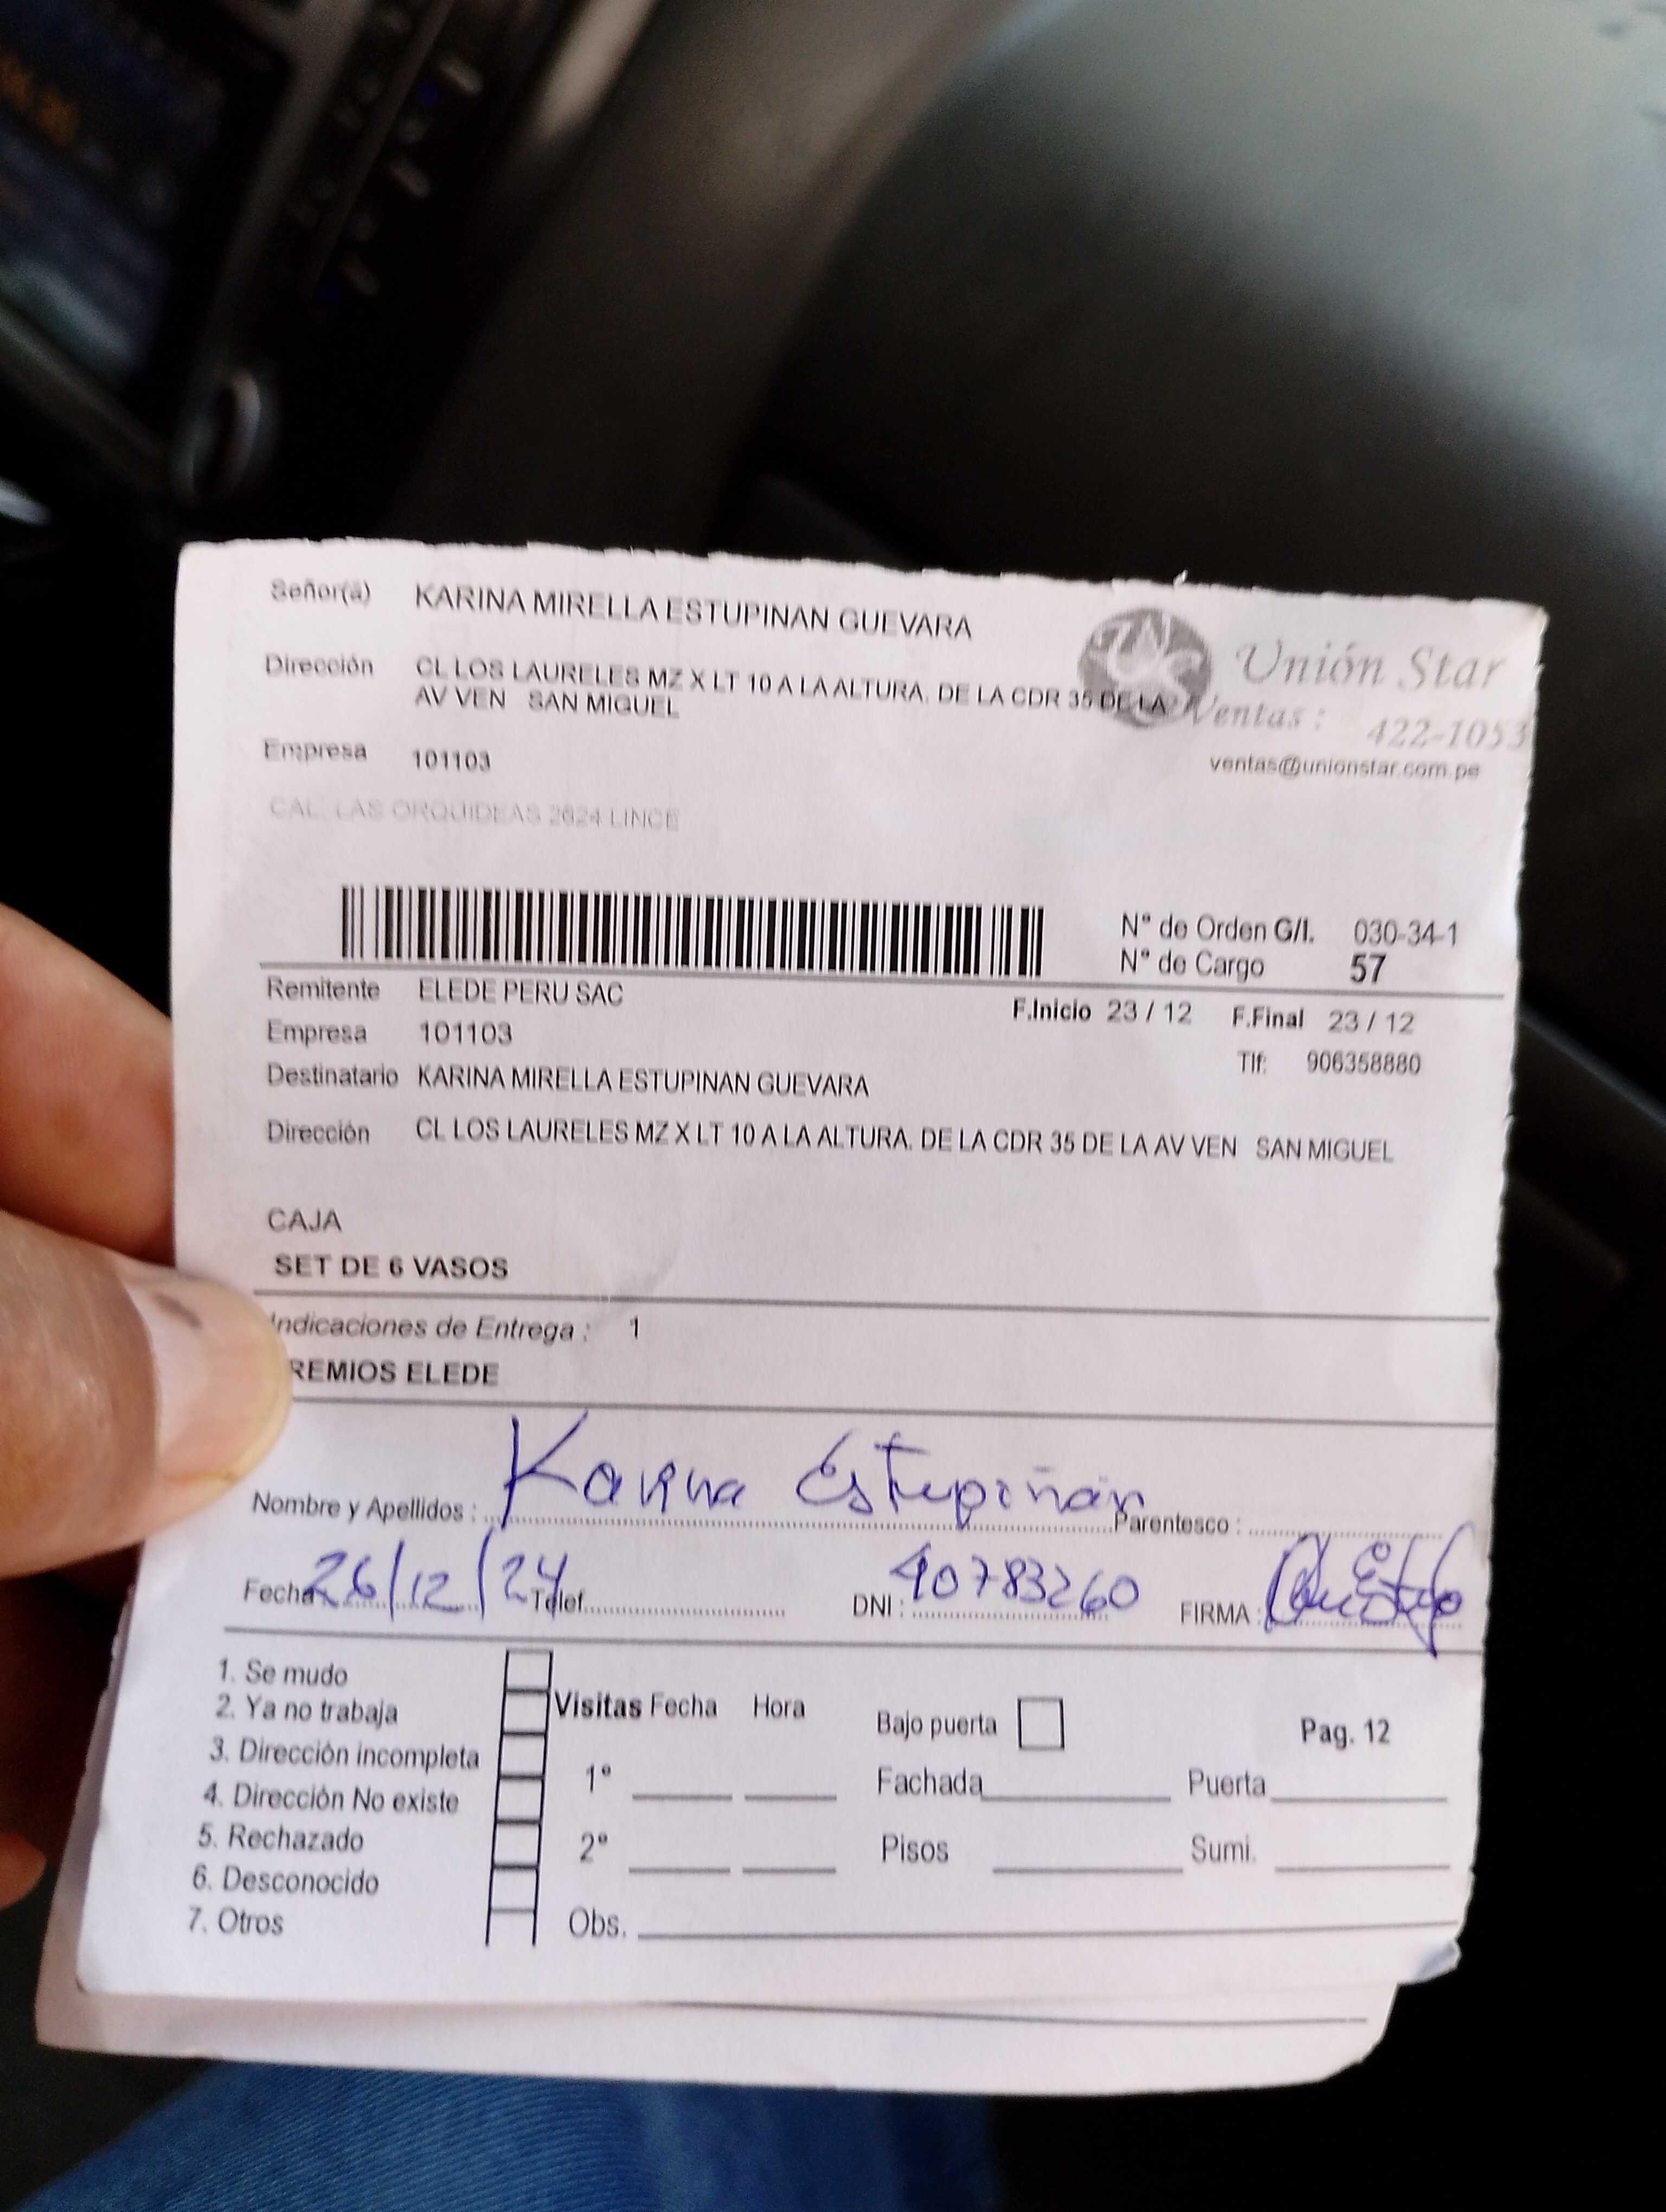 Señor(a) KARINA MIRELLA ESTUPINAN GUEVARA
Unión Star
Dirección CL LOS LAURELES MZ X LT 10 A LA ALTURA. DE LA CDR 35 DE LA
AV VEN SAN MIGUEL
Ventas : 422-1053
Empresa 101103
ventas@unionstar.com.pe
CAL. LAS ORQUIDEAS 2624 LINCE
N° de Orden G/I. 030-34-1
N° de Cargo 57
Remitente ELEDE PERU SAC
F.Inicio 23 / 12 F.Final 23 / 12
Empresa 101103
Tlf: 906358880
Destinatario KARINA MIRELLA ESTUPINAN GUEVARA
Dirección CL LOS LAURELES MZ X LT 10 A LA ALTURA. DE LA CDR 35 DE LA AV VEN SAN MIGUEL
CAJA
SET DE 6 VASOS
Indicaciones de Entrega : 1
REMIOS ELEDE
Nombre y Apellidos : Karina Estupiñán Parentesco :
Fecha 26/12/24 Telef. DNI : 40783260 FIRMA :
1. Se mudo
2. Ya no trabaja
3. Dirección incompleta
4. Dirección No existe
5. Rechazado
6. Desconocido
7. Otros
Visitas Fecha Hora
1°
2°
Obs.
Bajo puerta
Pag. 12
Fachada Puerta
Pisos Sumi.